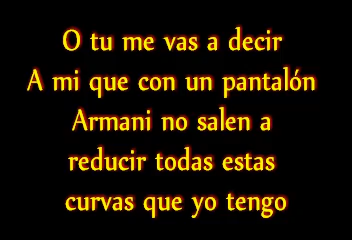 O tu me vas a decir
A mi que con un pantalón
Armani no salen a
reducir todas estas
curvas que yo tengo